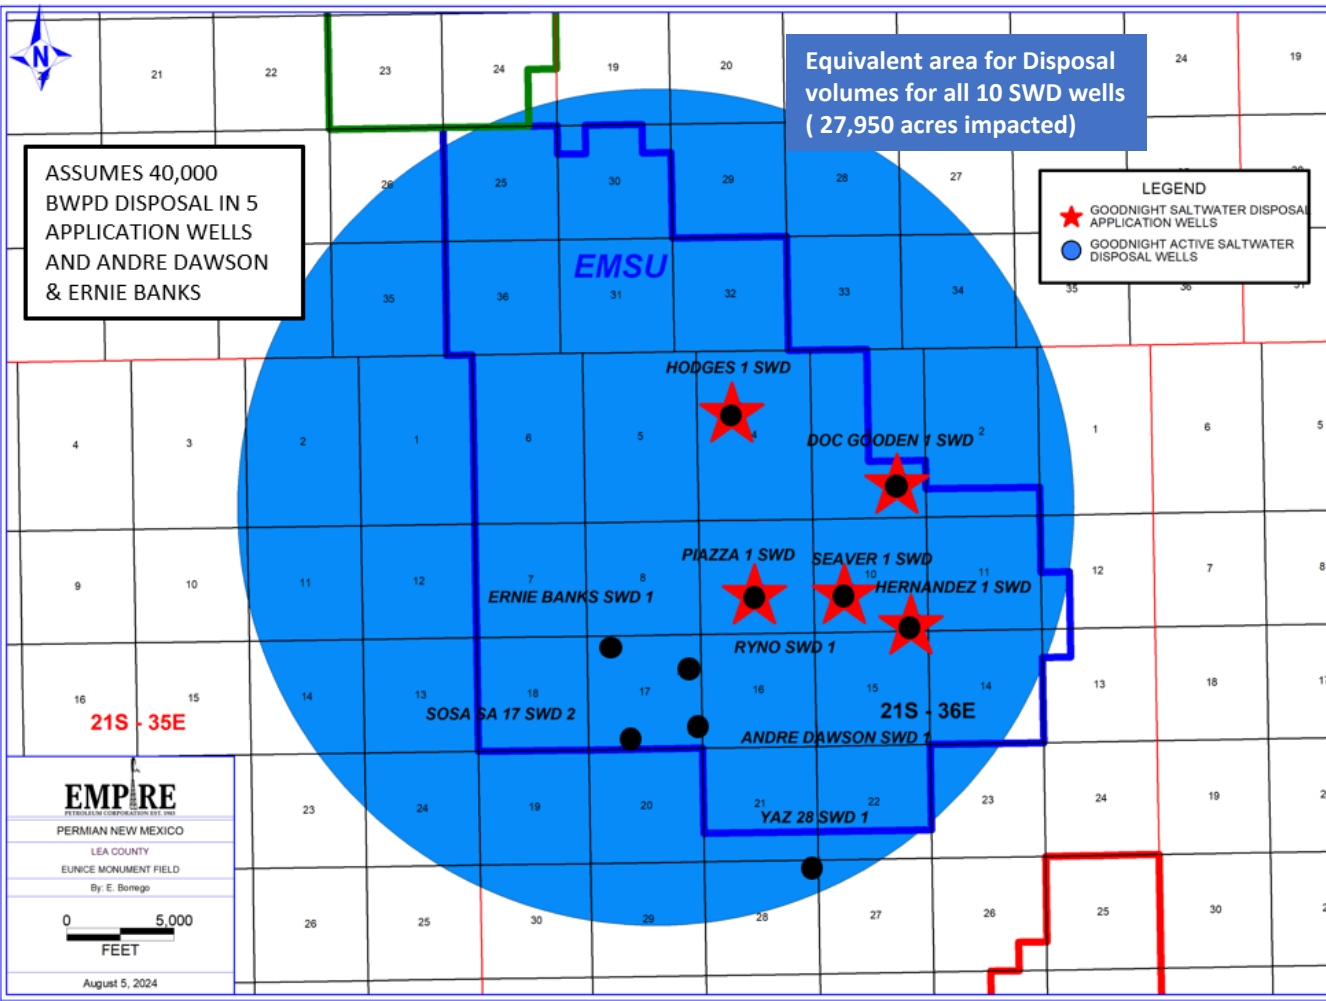 N
21
22
23
24
19
20
24
19
Equivalent area for Disposal
volumes for all 10 SWD wells
( 27,950 acres impacted)
ASSUMES 40,000
BWPD DISPOSAL IN 5
APPLICATION WELLS
AND ANDRE DAWSON
& ERNIE BANKS
LEGEND
GOODNIGHT SALTWATER DISPOSAL
APPLICATION WELLS
GOODNIGHT ACTIVE SALTWATER
DISPOSAL WELLS
26
25
30
29
28
27
EMSU
35
36
31
32
33
34
35
36
31
HODGES 1 SWD
4
3
2
1
6
5
4
DOC GOODEN 1 SWD
2
1
6
5
PIAZZA 1 SWD
SEAVER 1 SWD
9
10
11
12
7
8
10
11
12
7
8
HERNANDEZ 1 SWD
ERNIE BANKS SWD 1
RYNO SWD 1
16
15
14
13
18
17
16
15
14
13
18
17
21S - 35E
SOSA SA 17 SWD 2
21S - 36E
ANDRE DAWSON SWD 1
23
24
19
20
21
22
23
24
19
YAZ 28 SWD 1
26
25
30
29
28
27
26
25
30
EMPIRE
PETROLEUM CORPORATION EST. 1983
PERMIAN NEW MEXICO
LEA COUNTY
EUNICE MONUMENT FIELD
By: E. Borrego
0 5,000
FEET
August 5, 2024